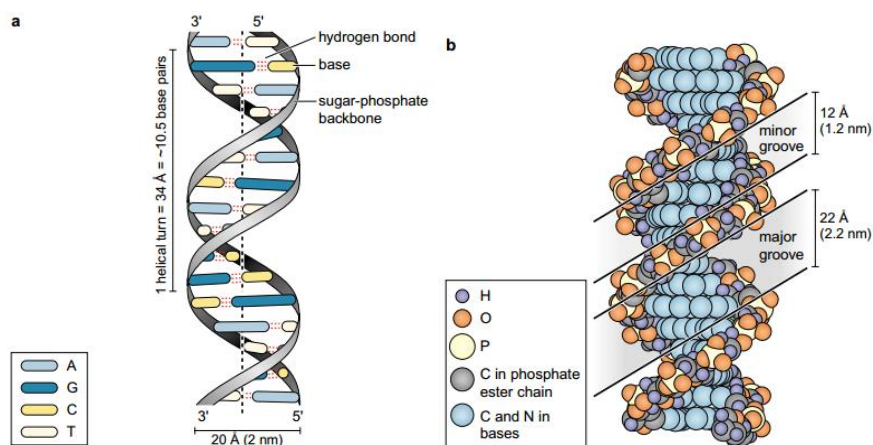 a
3' 5'
hydrogen bond
base
sugar-phosphate
backbone
1 helical turn = 34 Å = ~10.5 base pairs
A
G
C
T
3' 5'
20 Å (2 nm)
b
12 Å
(1.2 nm)
minor
groove
22 Å
(2.2 nm)
major
groove
H
O
P
C in phosphate
ester chain
C and N in
bases